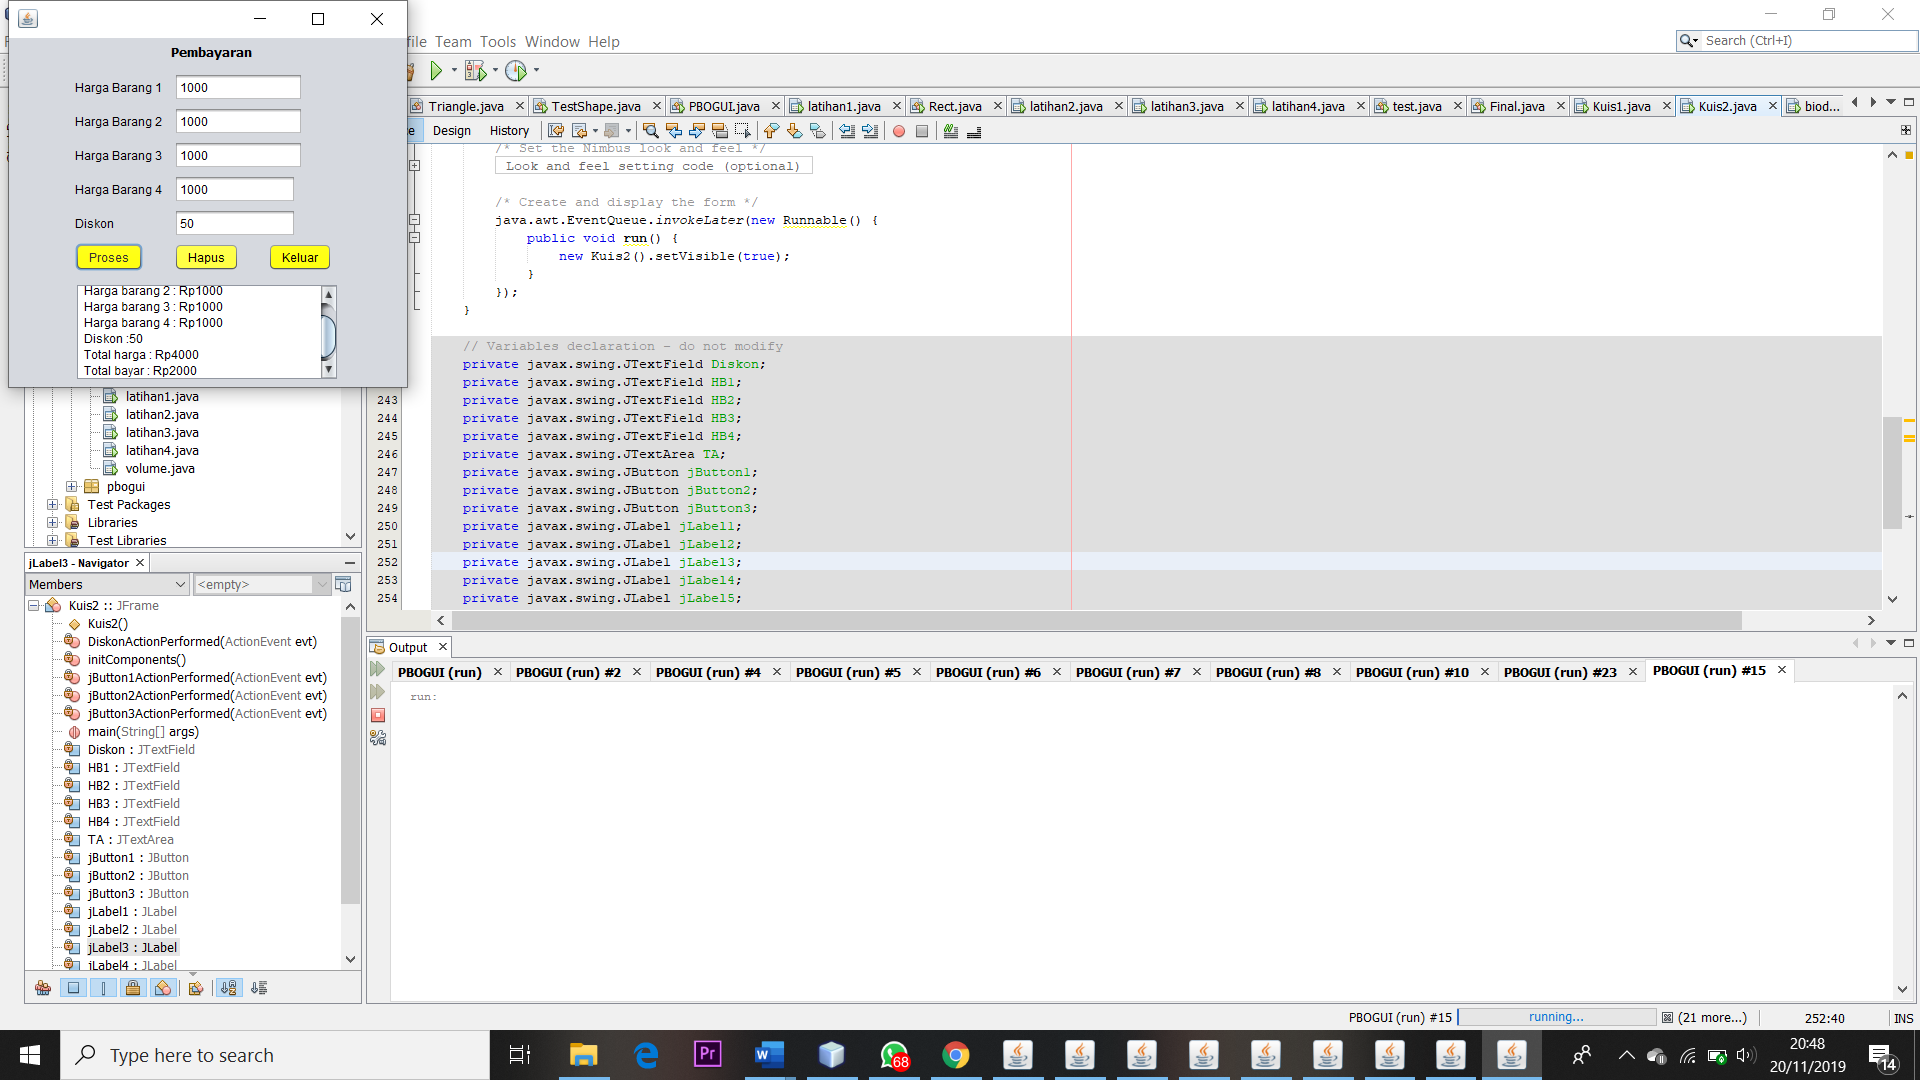 Pembayaran
Harga Barang 1 1000
Harga Barang 2 1000
Harga Barang 3 1000
Harga Barang 4 1000
Diskon 50
Proses Hapus Keluar
Harga barang 2 : Rp1000
Harga barang 3 : Rp1000
Harga barang 4 : Rp1000
Diskon :50
Total harga : Rp4000
Total bayar : Rp2000
Team Tools Window Help
Search (Ctrl+I)
Triangle.java TestShape.java PBOGUI.java latihan1.java Rect.java latihan2.java latihan3.java latihan4.java test.java Final.java Kuis1.java Kuis2.java biod...
Design History
/* Set the Nimbus look and feel */
Look and feel setting code (optional)
/* Create and display the form */
java.awt.EventQueue.invokeLater(new Runnable() {
public void run() {
new Kuis2().setVisible(true);
}
});
}
// Variables declaration - do not modify
private javax.swing.JTextField Diskon;
private javax.swing.JTextField HB1;
243 private javax.swing.JTextField HB2;
244 private javax.swing.JTextField HB3;
245 private javax.swing.JTextField HB4;
246 private javax.swing.JTextArea TA;
247 private javax.swing.JButton jButton1;
248 private javax.swing.JButton jButton2;
249 private javax.swing.JButton jButton3;
250 private javax.swing.JLabel jLabel1;
251 private javax.swing.JLabel jLabel2;
252 private javax.swing.JLabel jLabel3;
253 private javax.swing.JLabel jLabel4;
254 private javax.swing.JLabel jLabel5;
latihan1.java
latihan2.java
latihan3.java
latihan4.java
volume.java
pbogui
Test Packages
Libraries
Test Libraries
jLabel3 - Navigator
Members <empty>
Kuis2 :: JFrame
Kuis2()
DiskonActionPerformed(ActionEvent evt)
initComponents()
jButton1ActionPerformed(ActionEvent evt)
jButton2ActionPerformed(ActionEvent evt)
jButton3ActionPerformed(ActionEvent evt)
main(String[] args)
Diskon : JTextField
HB1 : JTextField
HB2 : JTextField
HB3 : JTextField
HB4 : JTextField
TA : JTextArea
jButton1 : JButton
jButton2 : JButton
jButton3 : JButton
jLabel1 : JLabel
jLabel2 : JLabel
jLabel3 : JLabel
jLabel4 : JLabel
Output
PBOGUI (run) PBOGUI (run) #2 PBOGUI (run) #4 PBOGUI (run) #5 PBOGUI (run) #6 PBOGUI (run) #7 PBOGUI (run) #8 PBOGUI (run) #10 PBOGUI (run) #23 PBOGUI (run) #15
run:
PBOGUI (run) #15 running... (21 more...) 252:40 INS
Type here to search
Pr
68
20:48
20/11/2019
14